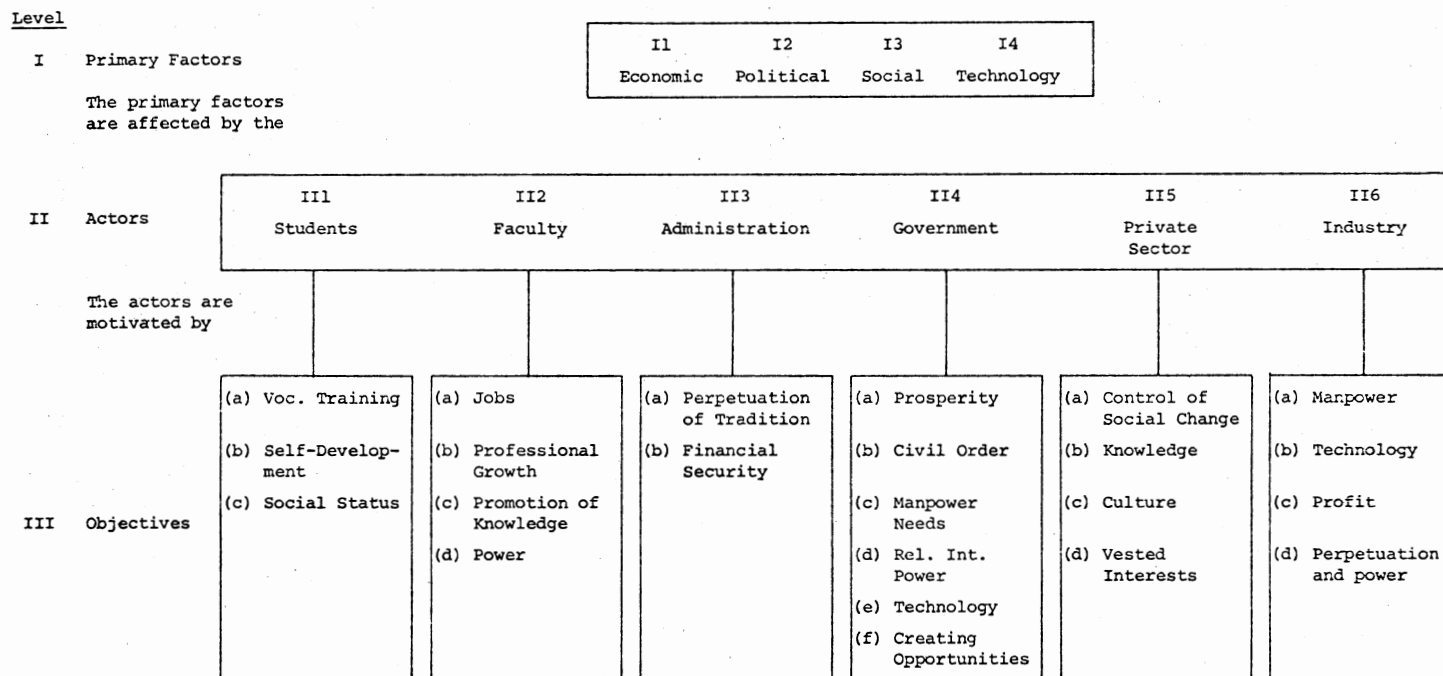 Level
I1 I2 I3 I4
I Primary Factors
Economic Political Social Technology
The primary factors
are affected by the
II1 II2 II3 II4 II5 II6
II Actors
Students Faculty Administration Government Private
Sector Industry
The actors are
motivated by
III Objectives
(a) Voc. Training
(b) Self-Develop-
ment
(c) Social Status
(a) Jobs
(b) Professional
Growth
(c) Promotion of
Knowledge
(d) Power
(a) Perpetuation
of Tradition
(b) Financial
Security
(a) Prosperity
(b) Civil Order
(c) Manpower
Needs
(d) Rel. Int.
Power
(e) Technology
(f) Creating
Opportunities
(a) Control of
Social Change
(b) Knowledge
(c) Culture
(d) Vested
Interests
(a) Manpower
(b) Technology
(c) Profit
(d) Perpetuation
and power